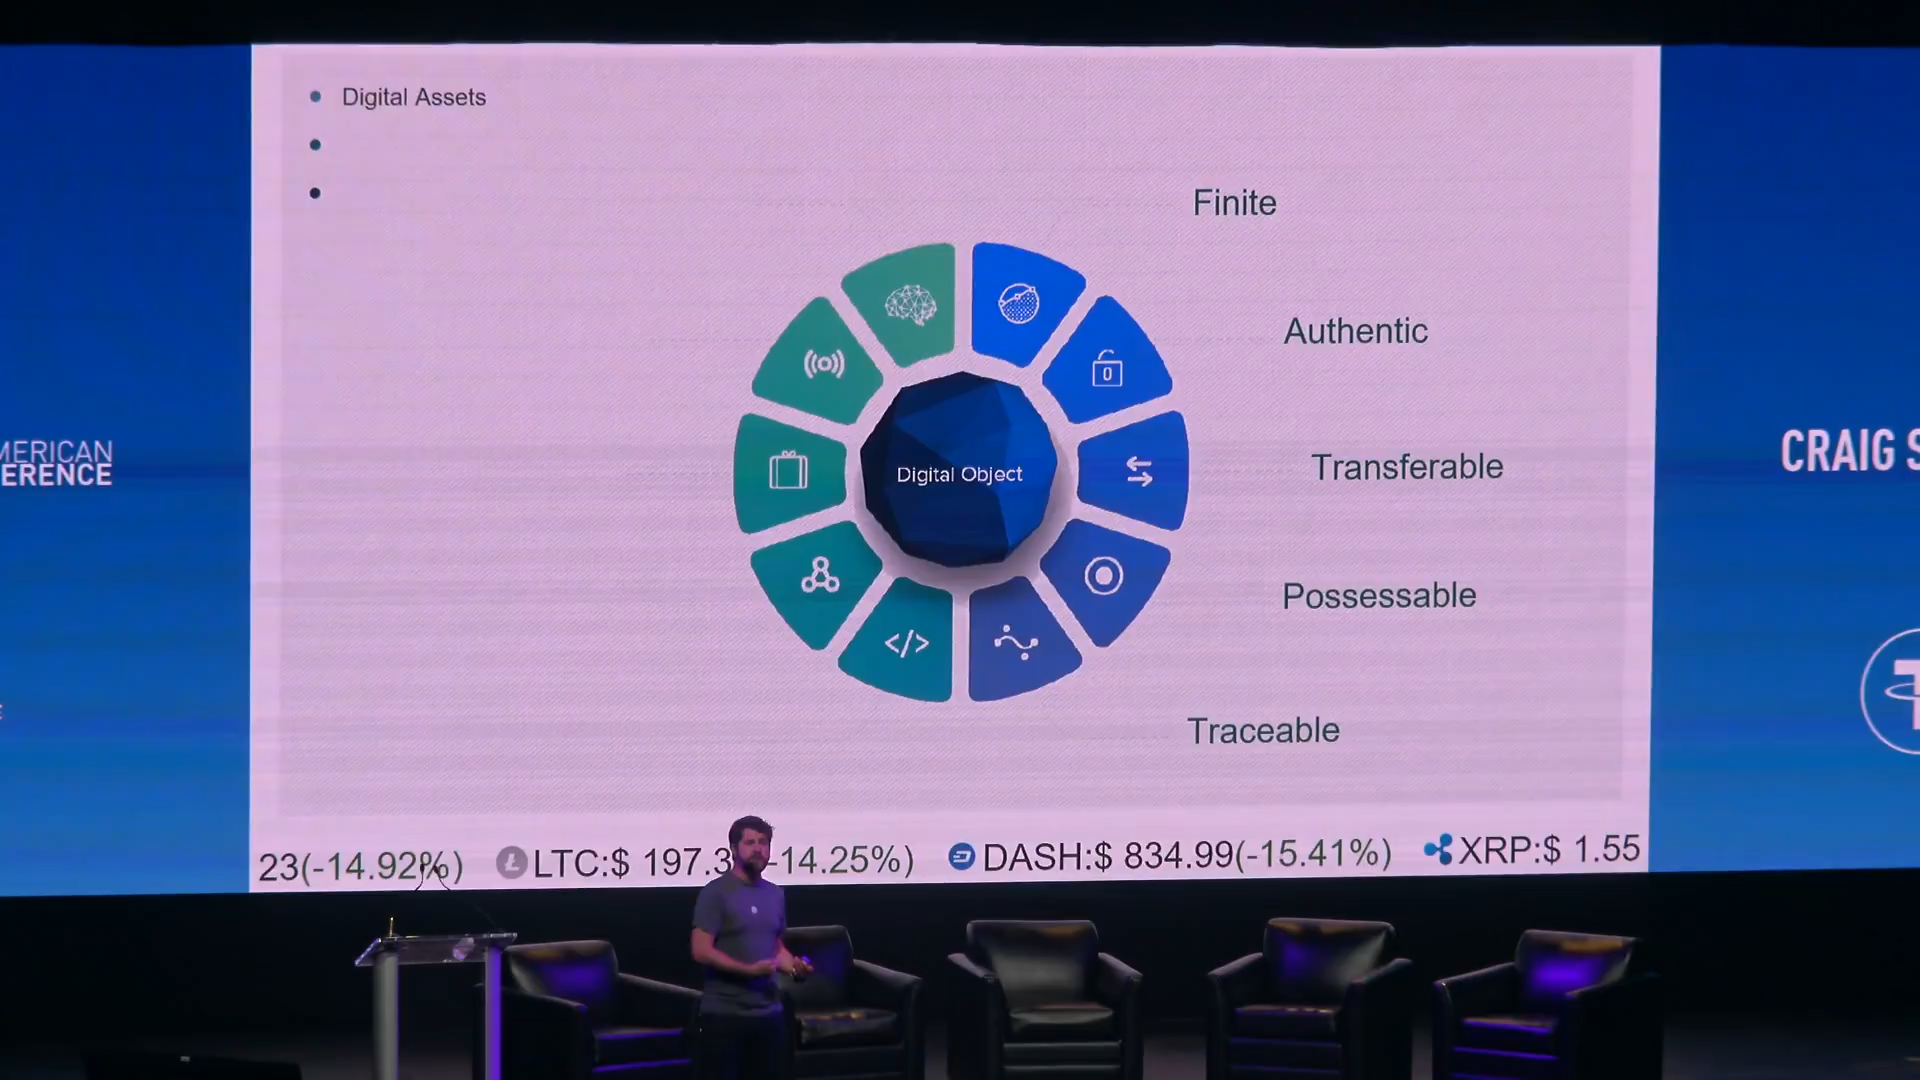 Digital Assets
Finite
Authentic
MERICAN
ERENCE
Digital Object
Transferable
CRAIG S
Possessable
Traceable
23(-14.92%) LTC:$ 197.3 -14.25%) DASH:$ 834.99(-15.41%) XRP:$ 1.55